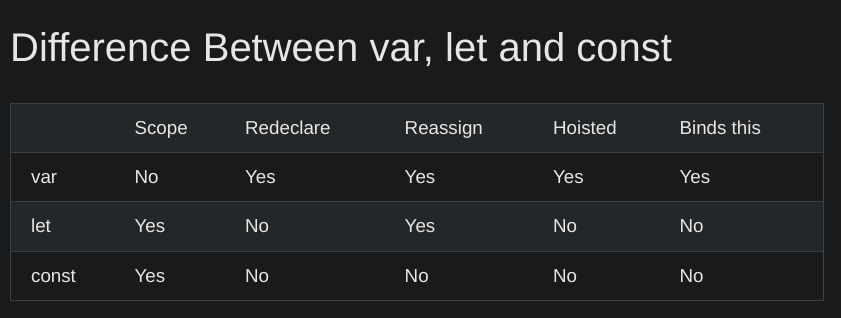 Difference Between var, let and const
Scope Redeclare Reassign Hoisted Binds this
var No Yes Yes Yes Yes
let Yes No Yes No No
const Yes No No No No